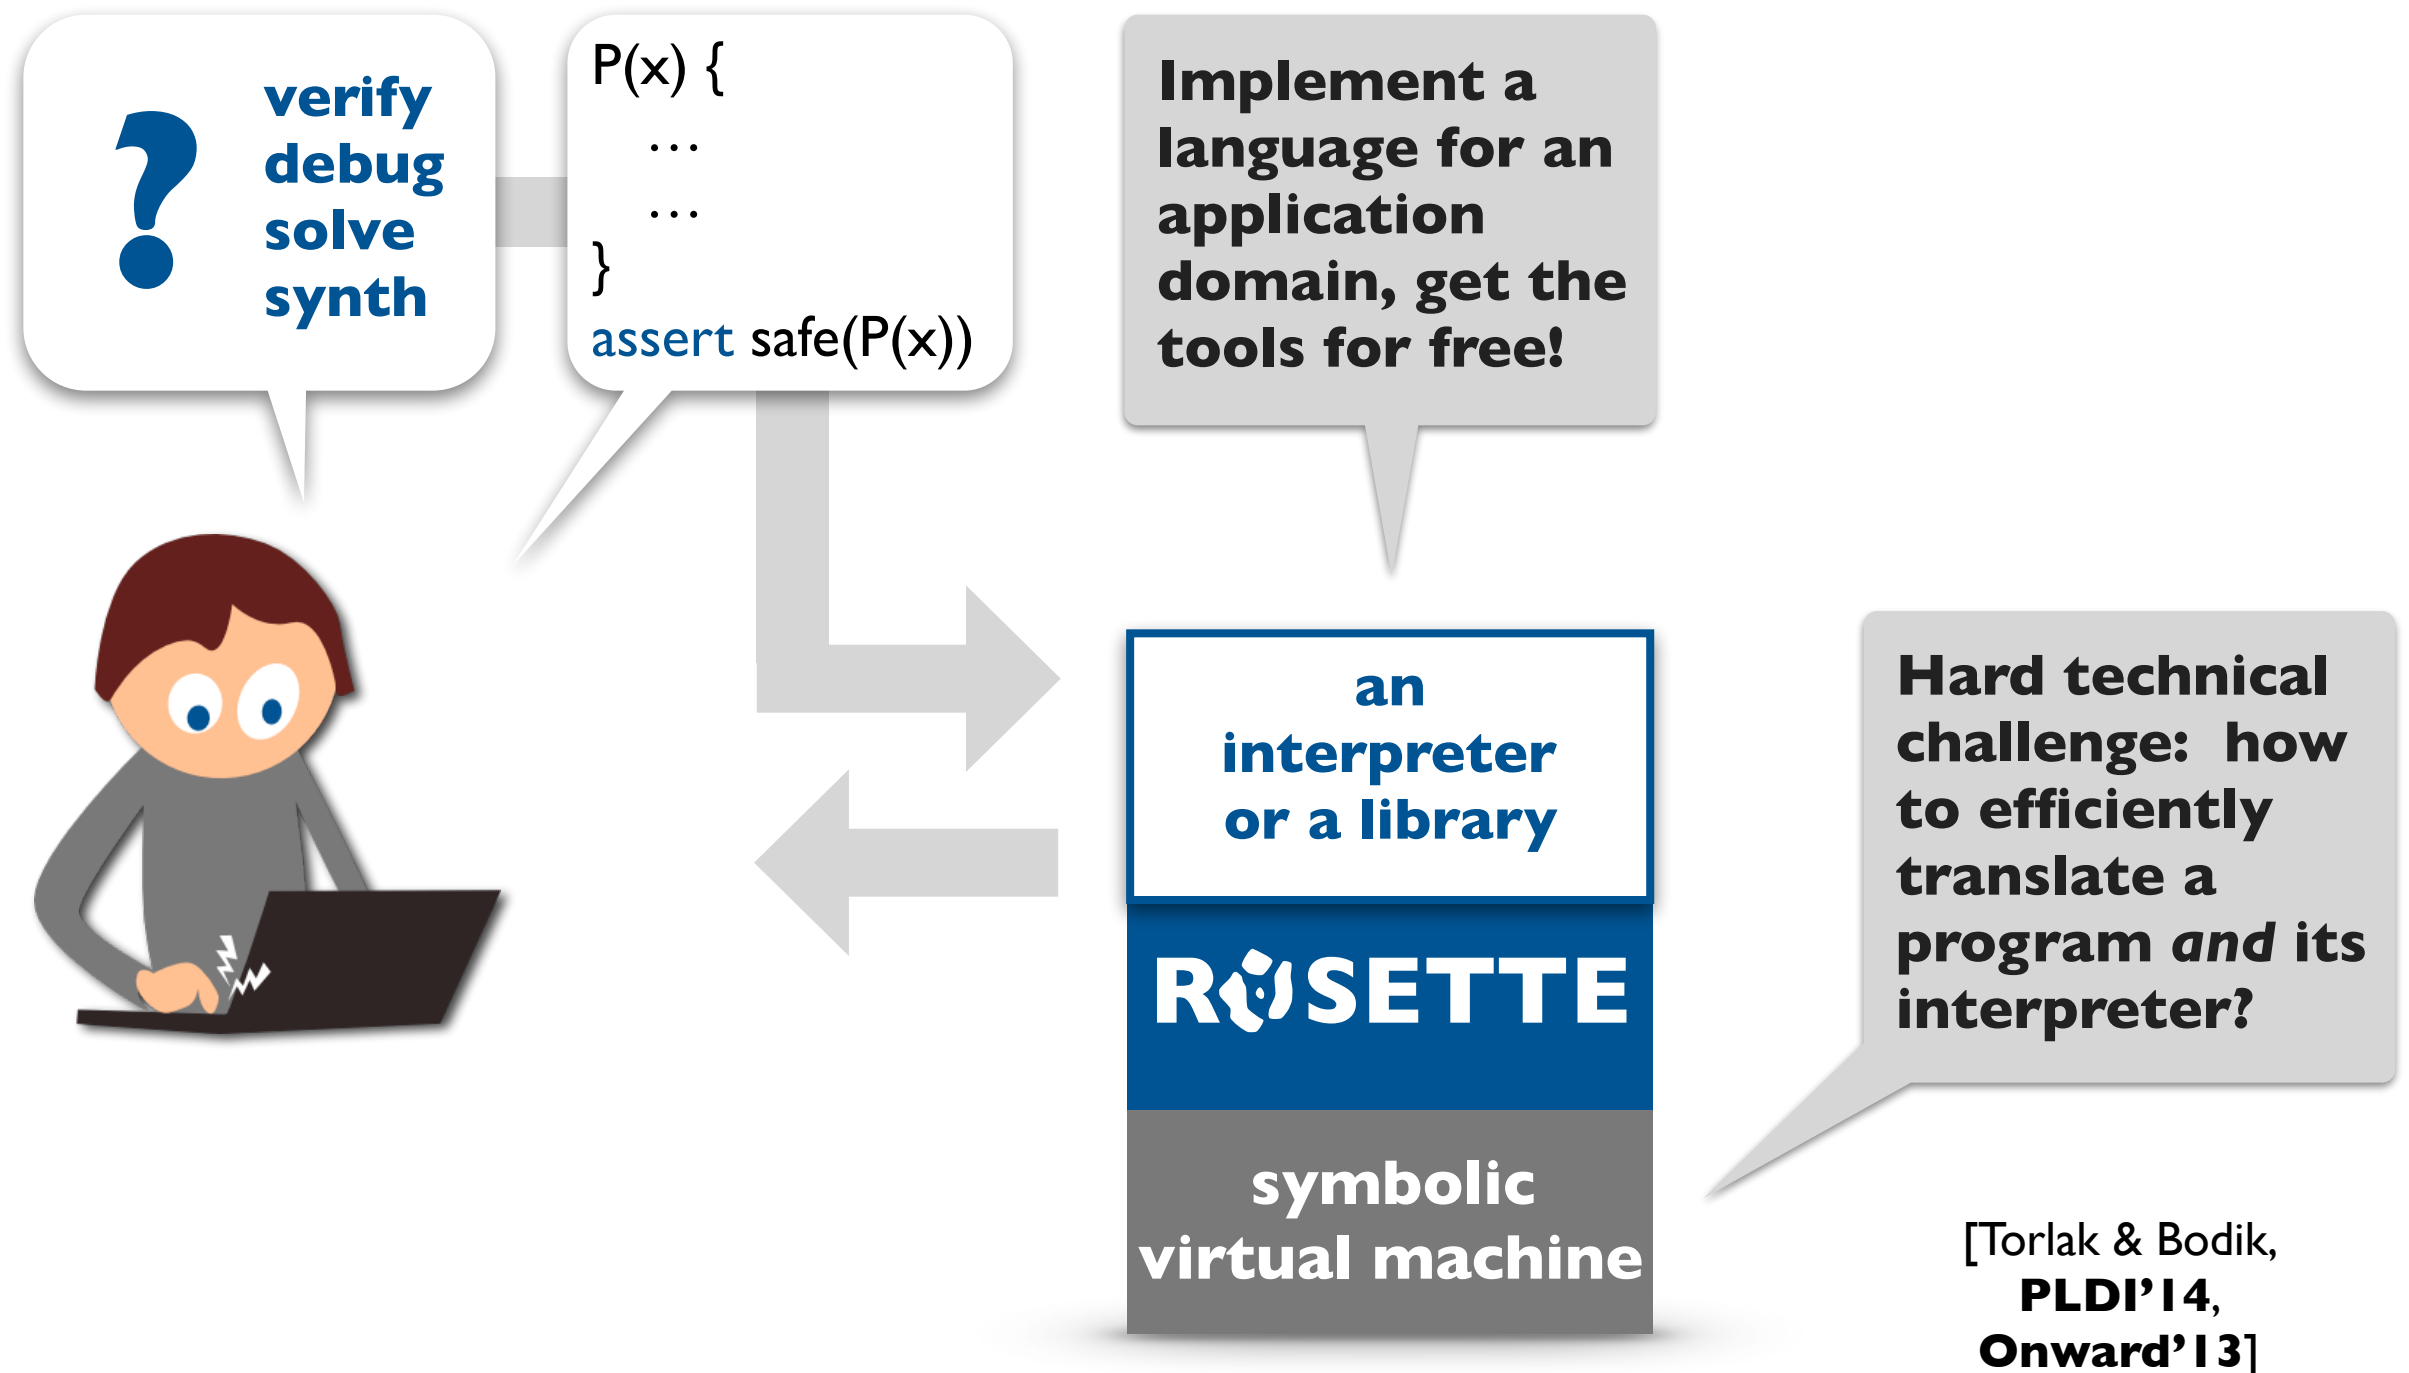 ?
verify
debug
solve
synth
P(x) {
…
…
}
assert safe(P(x))
Implement a
language for an
application
domain, get the
tools for free!
an
interpreter
or a library
ROSETTE
symbolic
virtual machine
Hard technical
challenge:  how
to efficiently
translate a
program and its
interpreter?
[Torlak & Bodik,
PLDI’14,
Onward’13]